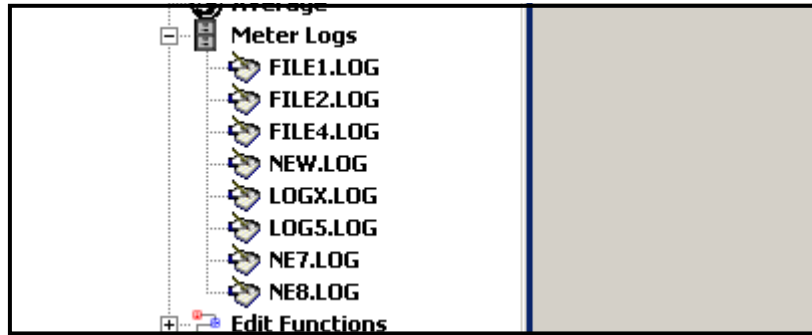 Average
Meter Logs
FILE1.LOG
FILE2.LOG
FILE4.LOG
NEW.LOG
LOGX.LOG
LOG5.LOG
NE7.LOG
NE8.LOG
Edit Functions